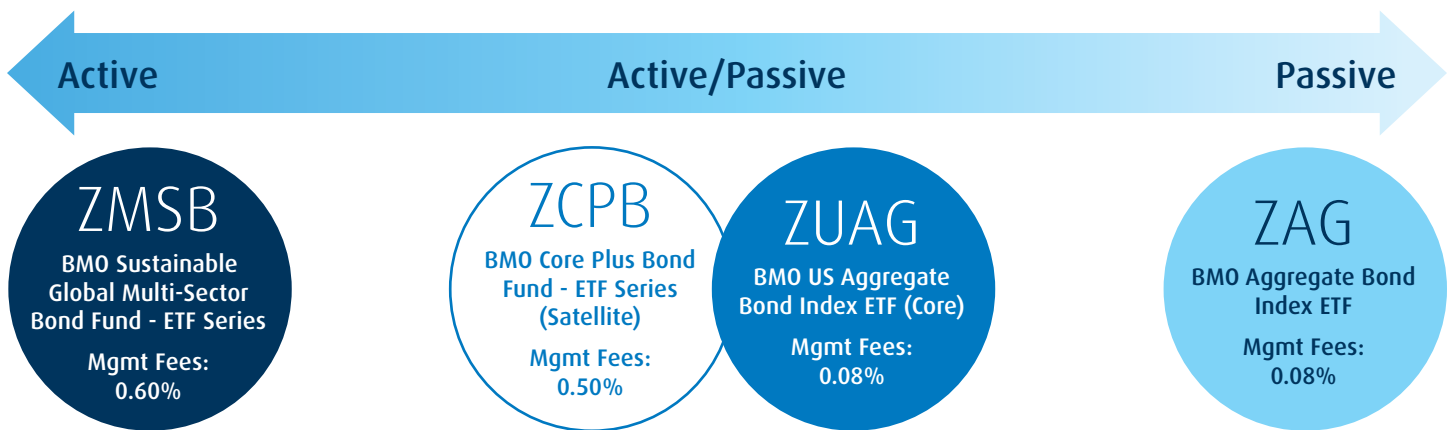 Active
Active/Passive
Passive
ZMSB
BMO Sustainable
Global Multi-Sector
Bond Fund - ETF Series
Mgmt Fees:
0.60%
ZCPB
BMO Core Plus Bond
Fund - ETF Series
(Satellite)
Mgmt Fees:
0.50%
ZUAG
BMO US Aggregate
Bond Index ETF (Core)
Mgmt Fees:
0.08%
ZAG
BMO Aggregate Bond
Index ETF
Mgmt Fees:
0.08%